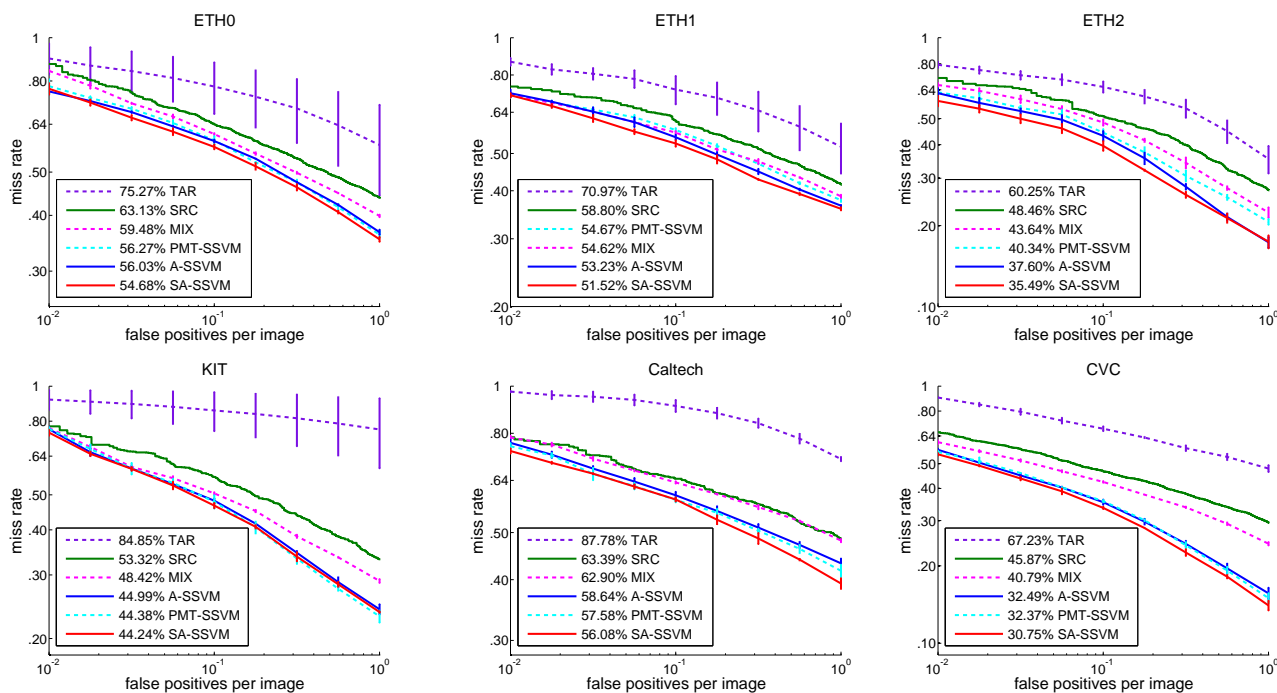 ETH0
1
.80
.64
.50
.40
.30
miss rate
75.27% TAR
63.13% SRC
59.48% MIX
56.27% PMT-SSVM
56.03% A-SSVM
54.68% SA-SSVM
10^-2
10^-1
10^0
false positives per image
ETH1
1
.80
.64
.50
.40
.30
.20
miss rate
70.97% TAR
58.80% SRC
54.67% PMT-SSVM
54.62% MIX
53.23% A-SSVM
51.52% SA-SSVM
10^-2
10^-1
10^0
false positives per image
ETH2
1
.80
.64
.50
.40
.30
.20
.10
miss rate
60.25% TAR
48.46% SRC
43.64% MIX
40.34% PMT-SSVM
37.60% A-SSVM
35.49% SA-SSVM
10^-2
10^-1
10^0
false positives per image
KIT
1
.80
.64
.50
.40
.30
.20
miss rate
84.85% TAR
53.32% SRC
48.42% MIX
44.99% A-SSVM
44.38% PMT-SSVM
44.24% SA-SSVM
10^-2
10^-1
10^0
false positives per image
Caltech
1
.80
.64
.50
.40
.30
miss rate
87.78% TAR
63.39% SRC
62.90% MIX
58.64% A-SSVM
57.58% PMT-SSVM
56.08% SA-SSVM
10^-2
10^-1
10^0
false positives per image
CVC
1
.80
.64
.50
.40
.30
.20
.10
miss rate
67.23% TAR
45.87% SRC
40.79% MIX
32.49% A-SSVM
32.37% PMT-SSVM
30.75% SA-SSVM
10^-2
10^-1
10^0
false positives per image